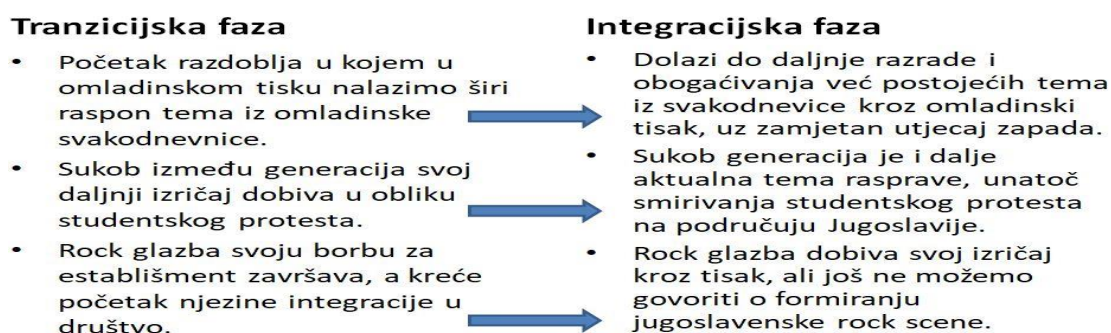 Tranzicijska faza
• Početak razdoblja u kojem u
omladinskom tisku nalazimo širi
raspon tema iz omladinske
svakodnevnice.
• Sukob između generacija svoj
daljnji izričaj dobiva u obliku
studentskog protesta.
• Rock glazba svoju borbu za
establišment završava, a kreće
početak njezine integracije u
društvo.
Integracijska faza
• Dolazi do daljnje razrade i
obogaćivanja već postojećih tema
iz svakodnevice kroz omladinski
tisak, uz zamjetan utjecaj zapada.
• Sukob generacija je i dalje
aktualna tema rasprave, unatoč
smirivanja studentskog protesta
na područuju Jugoslavije.
• Rock glazba dobiva svoj izričaj
kroz tisak, ali još ne možemo
govoriti o formiranju
jugoslavenske rock scene.